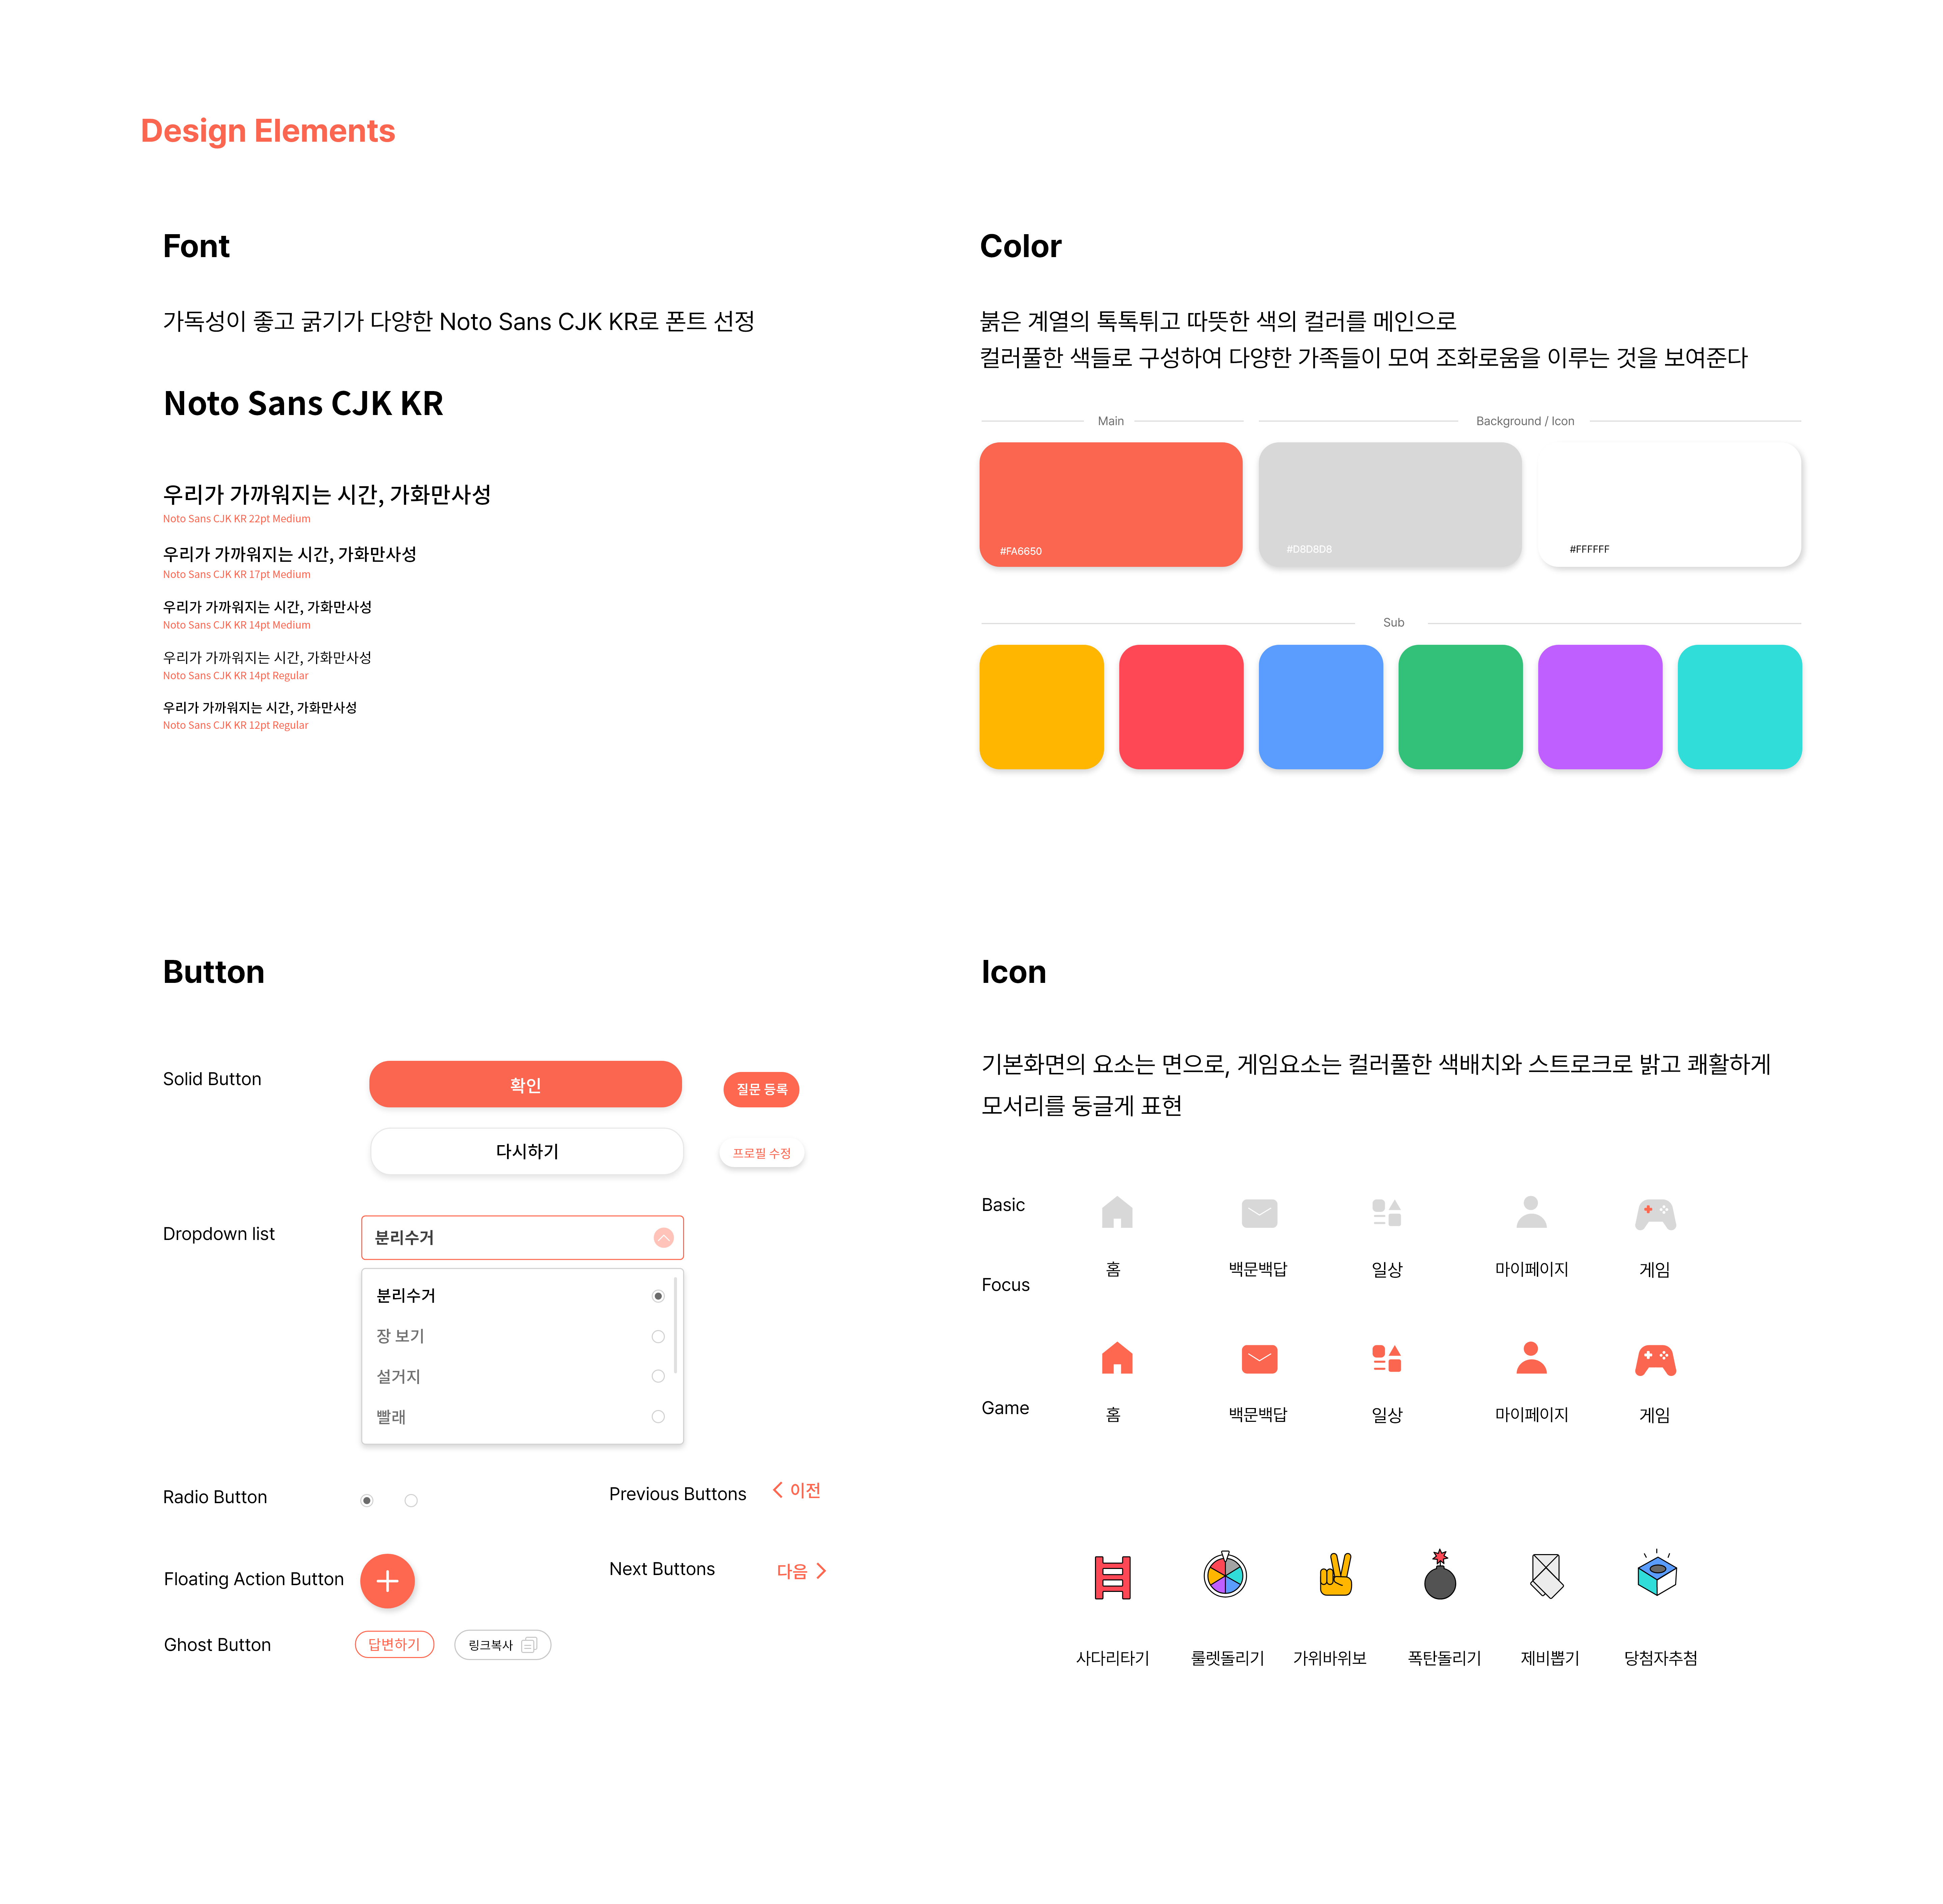 Design Elements
Font
가독성이 좋고 굵기가 다양한 Noto Sans CJK KR로 폰트 선정
Noto Sans CJK KR
우리가 가까워지는 시간, 가화만사성
Noto Sans CJK KR 22pt Medium
우리가 가까워지는 시간, 가화만사성
Noto Sans CJK KR 17pt Medium
우리가 가까워지는 시간, 가화만사성
Noto Sans CJK KR 14pt Medium
우리가 가까워지는 시간, 가화만사성
Noto Sans CJK KR 14pt Regular
우리가 가까워지는 시간, 가화만사성
Noto Sans CJK KR 12pt Regular
Color
붉은 계열의 톡톡튀고 따뜻한 색의 컬러를 메인으로
컬러풀한 색들로 구성하여 다양한 가족들이 모여 조화로움을 이루는 것을 보여준다
Main
Background / Icon
#FA6650
#D8D8D8
#FFFFFF
Sub
Button
Solid Button
확인
질문 등록
다시하기
프로필 수정
Dropdown list
분리수거
분리수거
장 보기
설거지
빨래
Radio Button
Previous Buttons
이전
Floating Action Button
Next Buttons
다음
Ghost Button
답변하기
링크복사
Icon
기본화면의 요소는 면으로, 게임요소는 컬러풀한 색배치와 스트로크로 밝고 쾌활하게
모서리를 둥글게 표현
Basic
홈
백문백답
일상
마이페이지
게임
Focus
홈
백문백답
일상
마이페이지
게임
Game
사다리타기
룰렛돌리기
가위바위보
폭탄돌리기
제비뽑기
당첨자추첨